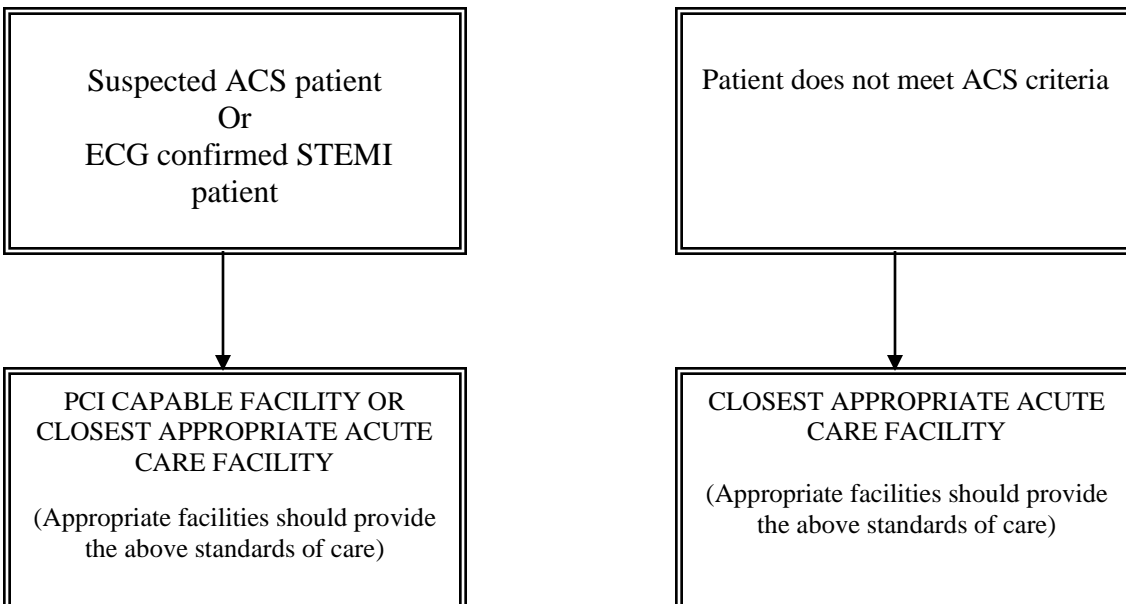 Suspected ACS patient
Or
ECG confirmed STEMI
patient
Patient does not meet ACS criteria
PCI CAPABLE FACILITY OR
CLOSEST APPROPRIATE ACUTE
CARE FACILITY
(Appropriate facilities should provide
the above standards of care)
CLOSEST APPROPRIATE ACUTE
CARE FACILITY
(Appropriate facilities should provide
the above standards of care)